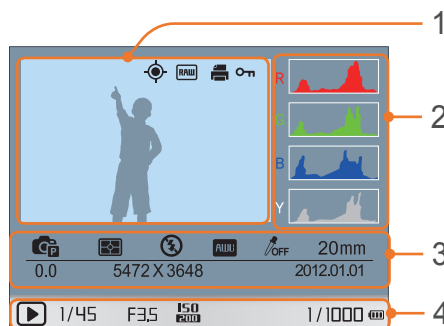 1
RAW
R
2
G
B
Y
P AWB OFF 20mm
3
0.0 5472 X 3648 2012.01.01
1/45 F3.5 ISO 200 1/1000
4